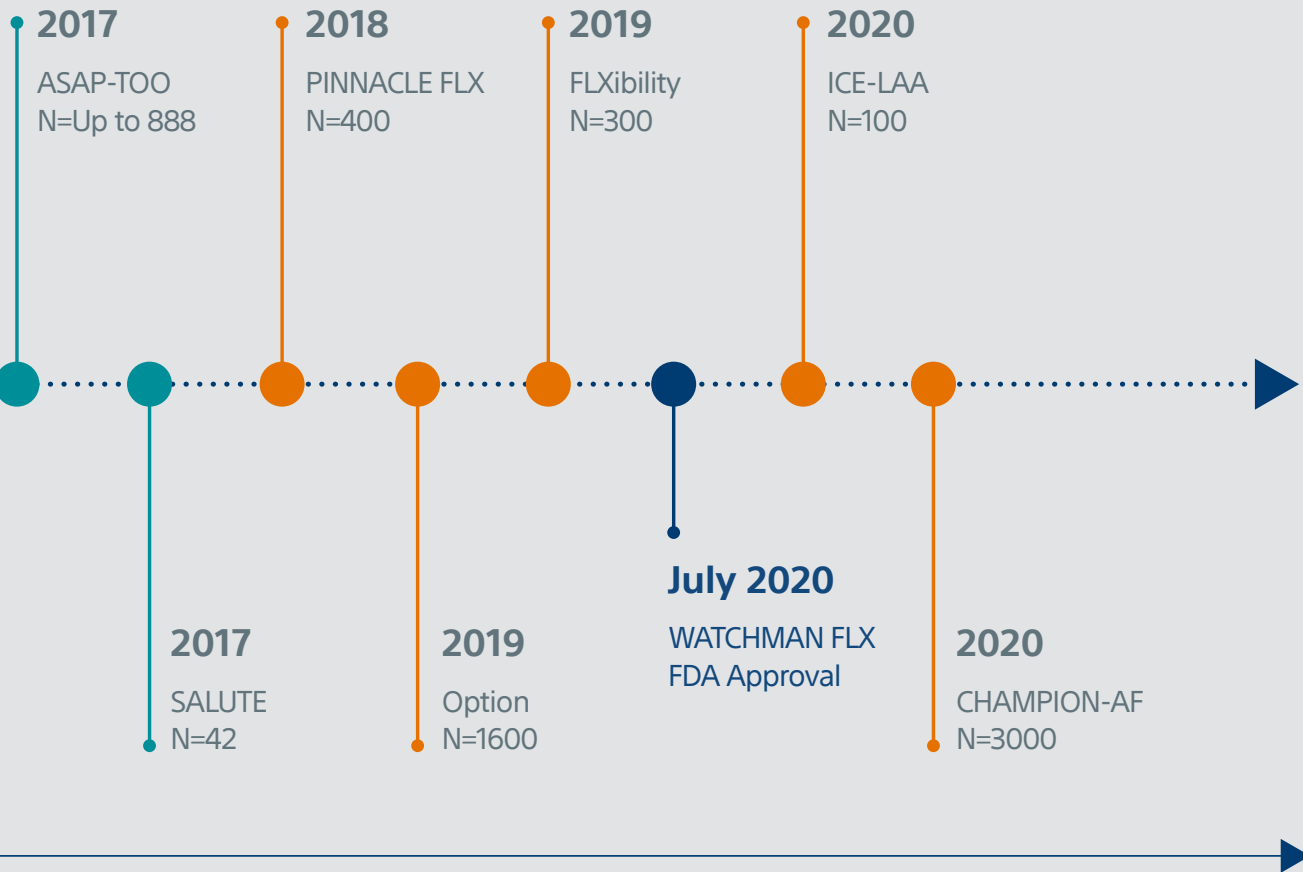 2017
ASAP-TOO
N=Up to 888
2018
PINNACLE FLX
N=400
2019
FLXibility
N=300
2020
ICE-LAA
N=100
2017
SALUTE
N=42
2019
Option
N=1600
July 2020
WATCHMAN FLX
FDA Approval
2020
CHAMPION-AF
N=3000